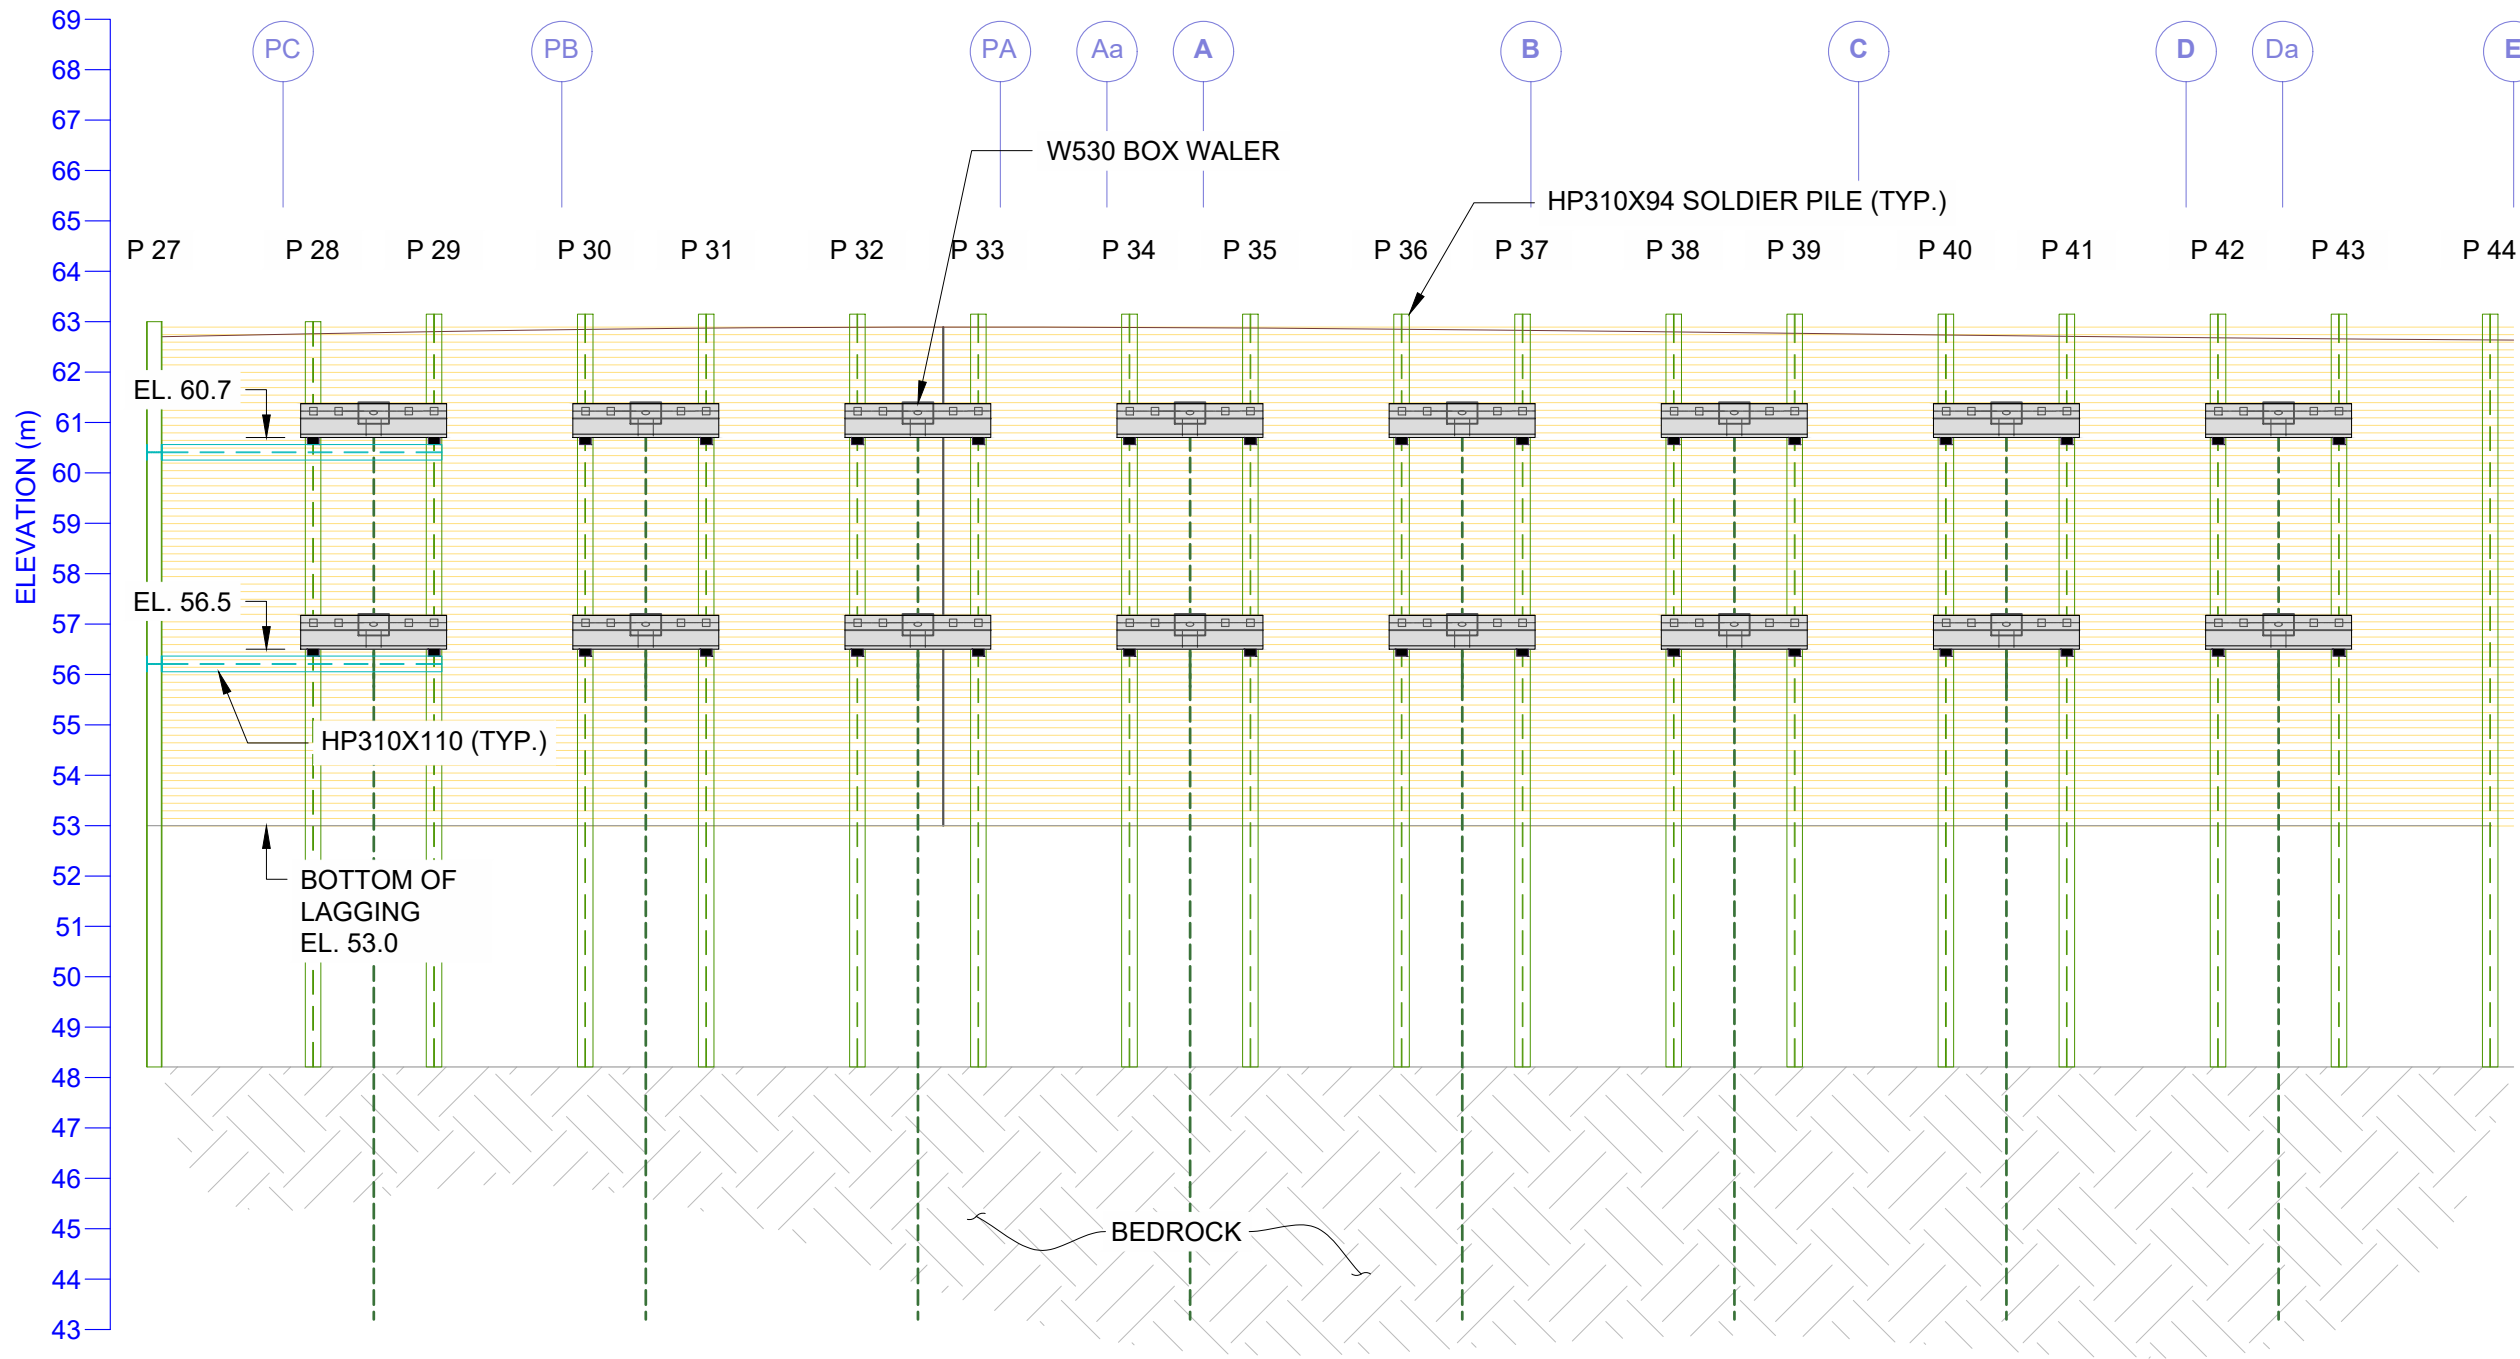 69
PC
PB
PA
Aa
A
B
C
D
Da
E
68
67
W530 BOX WALER
66
HP310X94 SOLDIER PILE (TYP.)
65
P 27
P 28
P 29
P 30
P 31
P 32
P 33
P 34
P 35
P 36
P 37
P 38
P 39
P 40
P 41
P 42
P 43
P 44
64
63
62
EL. 60.7
61
60
59
ELEVATION (m)
58
EL. 56.5
57
56
55
HP310X110 (TYP.)
54
53
52
BOTTOM OF
LAGGING
EL. 53.0
51
50
49
48
47
46
45
BEDROCK
44
43